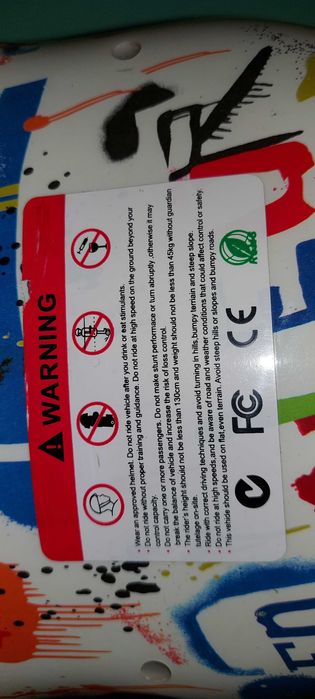 WARNING
Wear an approved helmet. Do not ride vehicle after you drink or eat stimulants.
Do not ride without proper training and guidance. Do not ride at high speed on the ground beyond your
control capacity.
Do not carry one or more passengers. Do not make stunt performace or turn abruptly ,otherwise it may
break the balance of vehicle and increase the risk of loss control.
The rider's height should not be less than 130cm and weight should not be less than 45kg without guardian
tutelage on-site.
Ride with correct driving techniques and avoid turning in hills,bumpy terriain and steep slope.
Do not ride at high speeds,and be aware of road and weather conditions that could affect control or safety.
This vehide should be used on flat,even terrain. Avoid steep hills or slopes and bumpy roads.
FC CE
RoHS